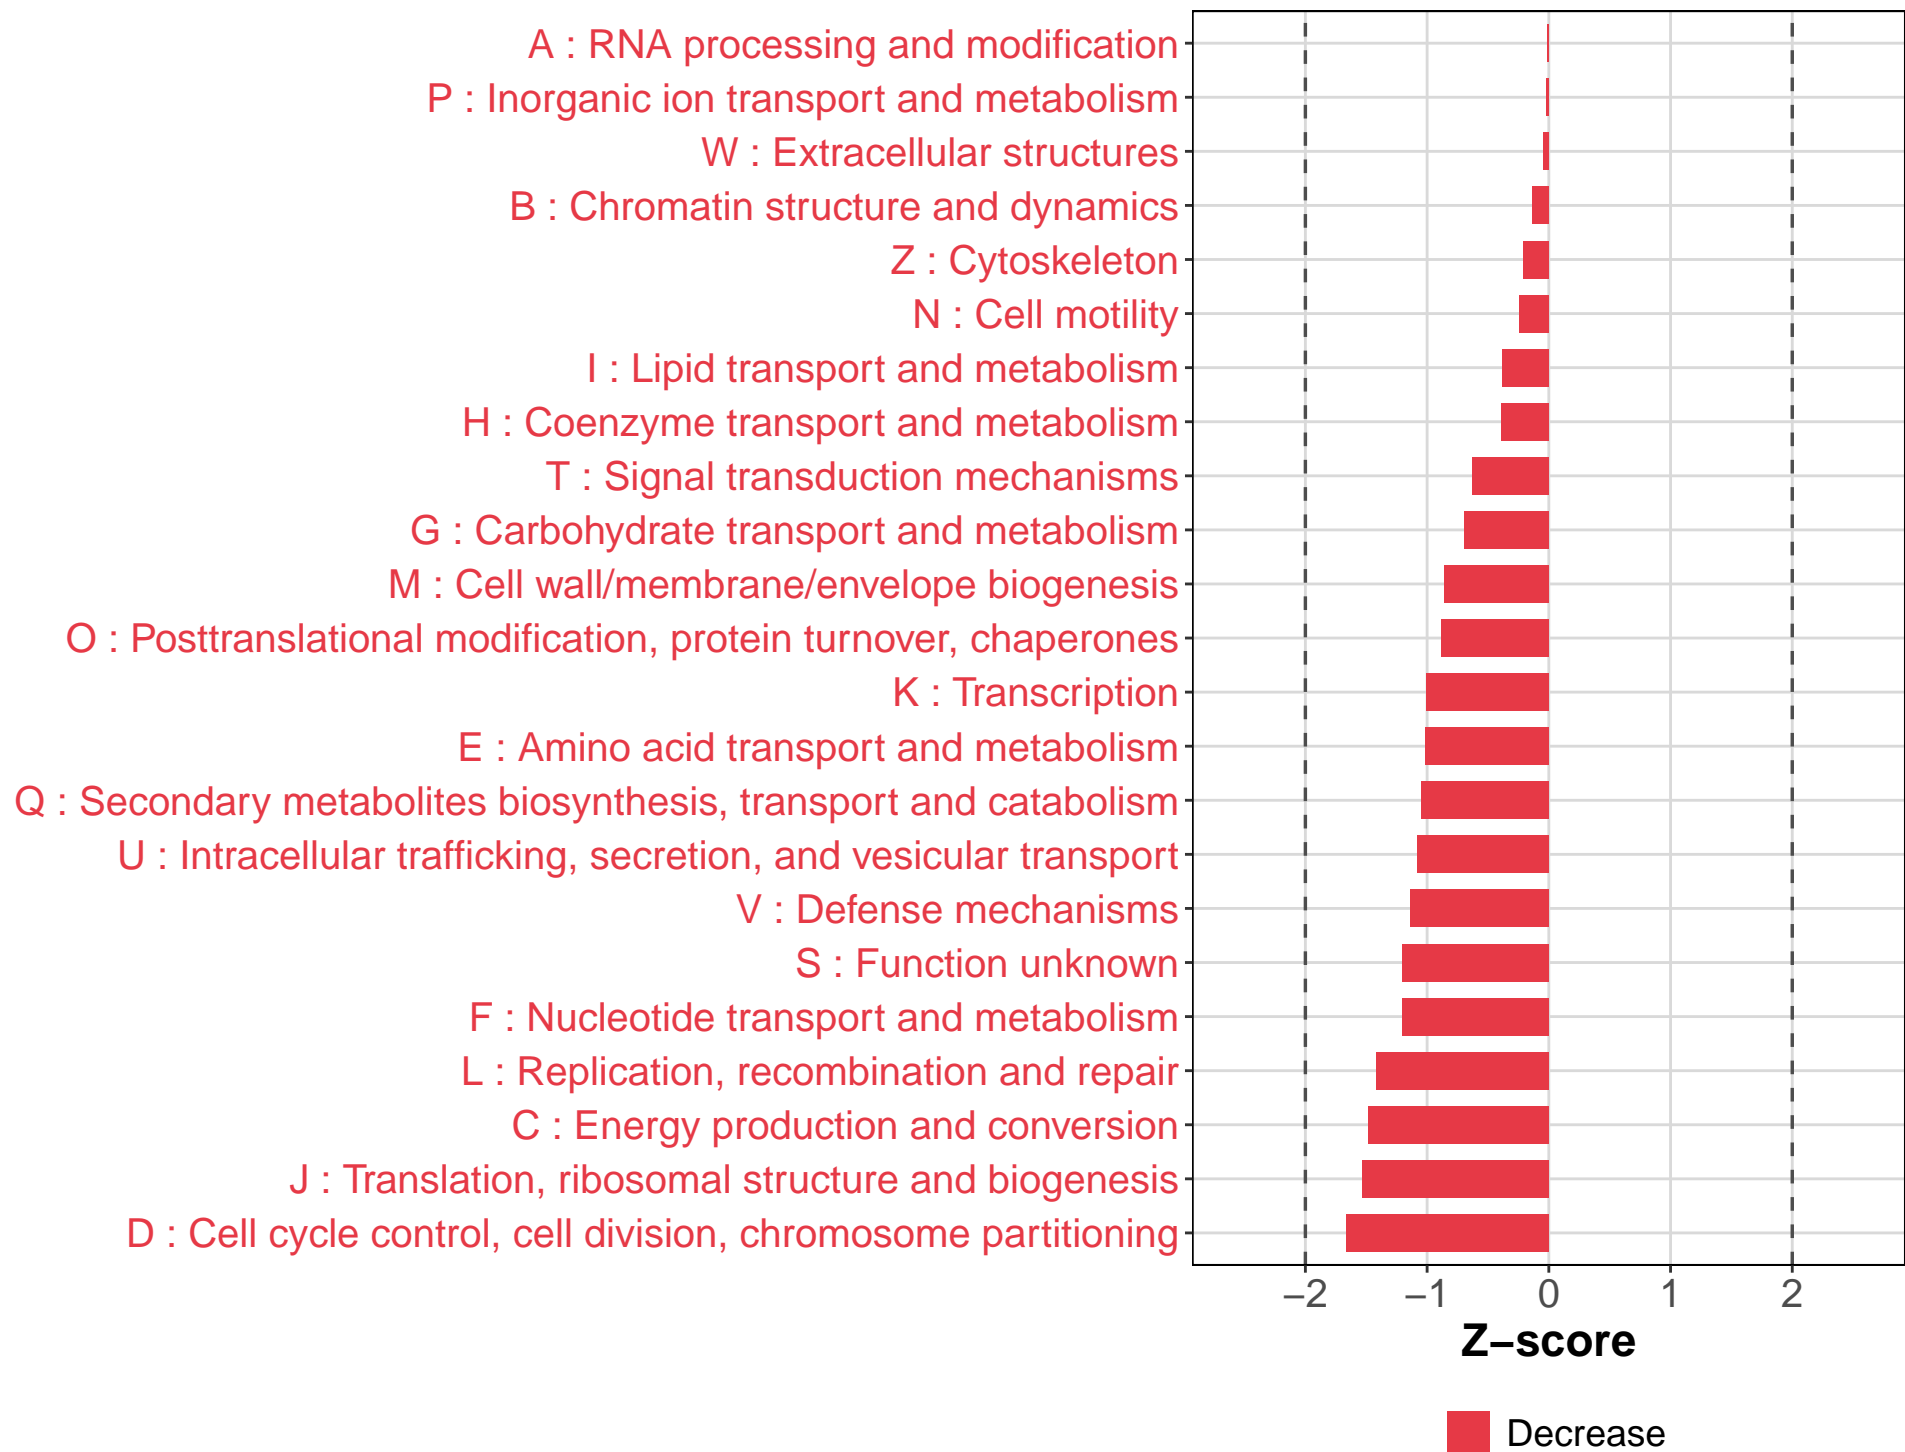 A : RNA processing and modification
P : Inorganic ion transport and metabolism
W : Extracellular structures
B : Chromatin structure and dynamics
Z : Cytoskeleton
N : Cell motility
I : Lipid transport and metabolism
H : Coenzyme transport and metabolism
T : Signal transduction mechanisms
G : Carbohydrate transport and metabolism
M : Cell wall/membrane/envelope biogenesis
O : Posttranslational modification, protein turnover, chaperones
K : Transcription
E : Amino acid transport and metabolism
Q : Secondary metabolites biosynthesis, transport and catabolism
U : Intracellular trafficking, secretion, and vesicular transport
V : Defense mechanisms
S : Function unknown
F : Nucleotide transport and metabolism
L : Replication, recombination and repair
C : Energy production and conversion
J : Translation, ribosomal structure and biogenesis
D : Cell cycle control, cell division, chromosome partitioning
−2 −1 0 1 2
Z−score
Decrease